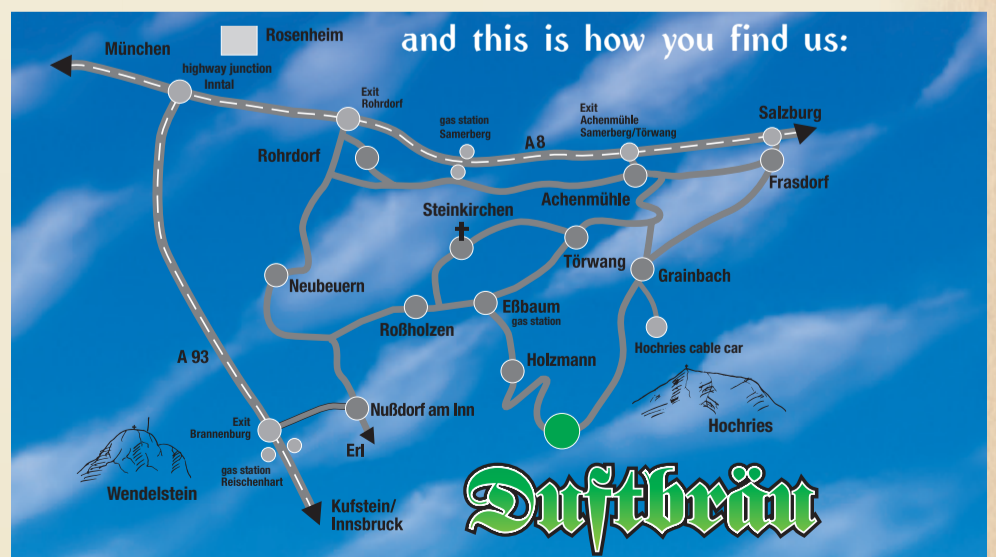 and this is how you find us:
München
Rosenheim
highway junction
Inntal
Exit
Rohrdorf
gas station
Samerberg
Exit
Achenmühle
Samerberg/Törwang
Salzburg
A 8
Rohrdorf
Achenmühle
Frasdorf
Steinkirchen
Törwang
Grainbach
Neubeuern
Eßbaum
gas station
Roßholzen
Hochries cable car
A 93
Holzmann
Nußdorf am Inn
Hochries
Exit
Brannenburg
Erl
gas station
Reischenhart
Wendelstein
Kufstein/
Innsbruck
Duftbräu